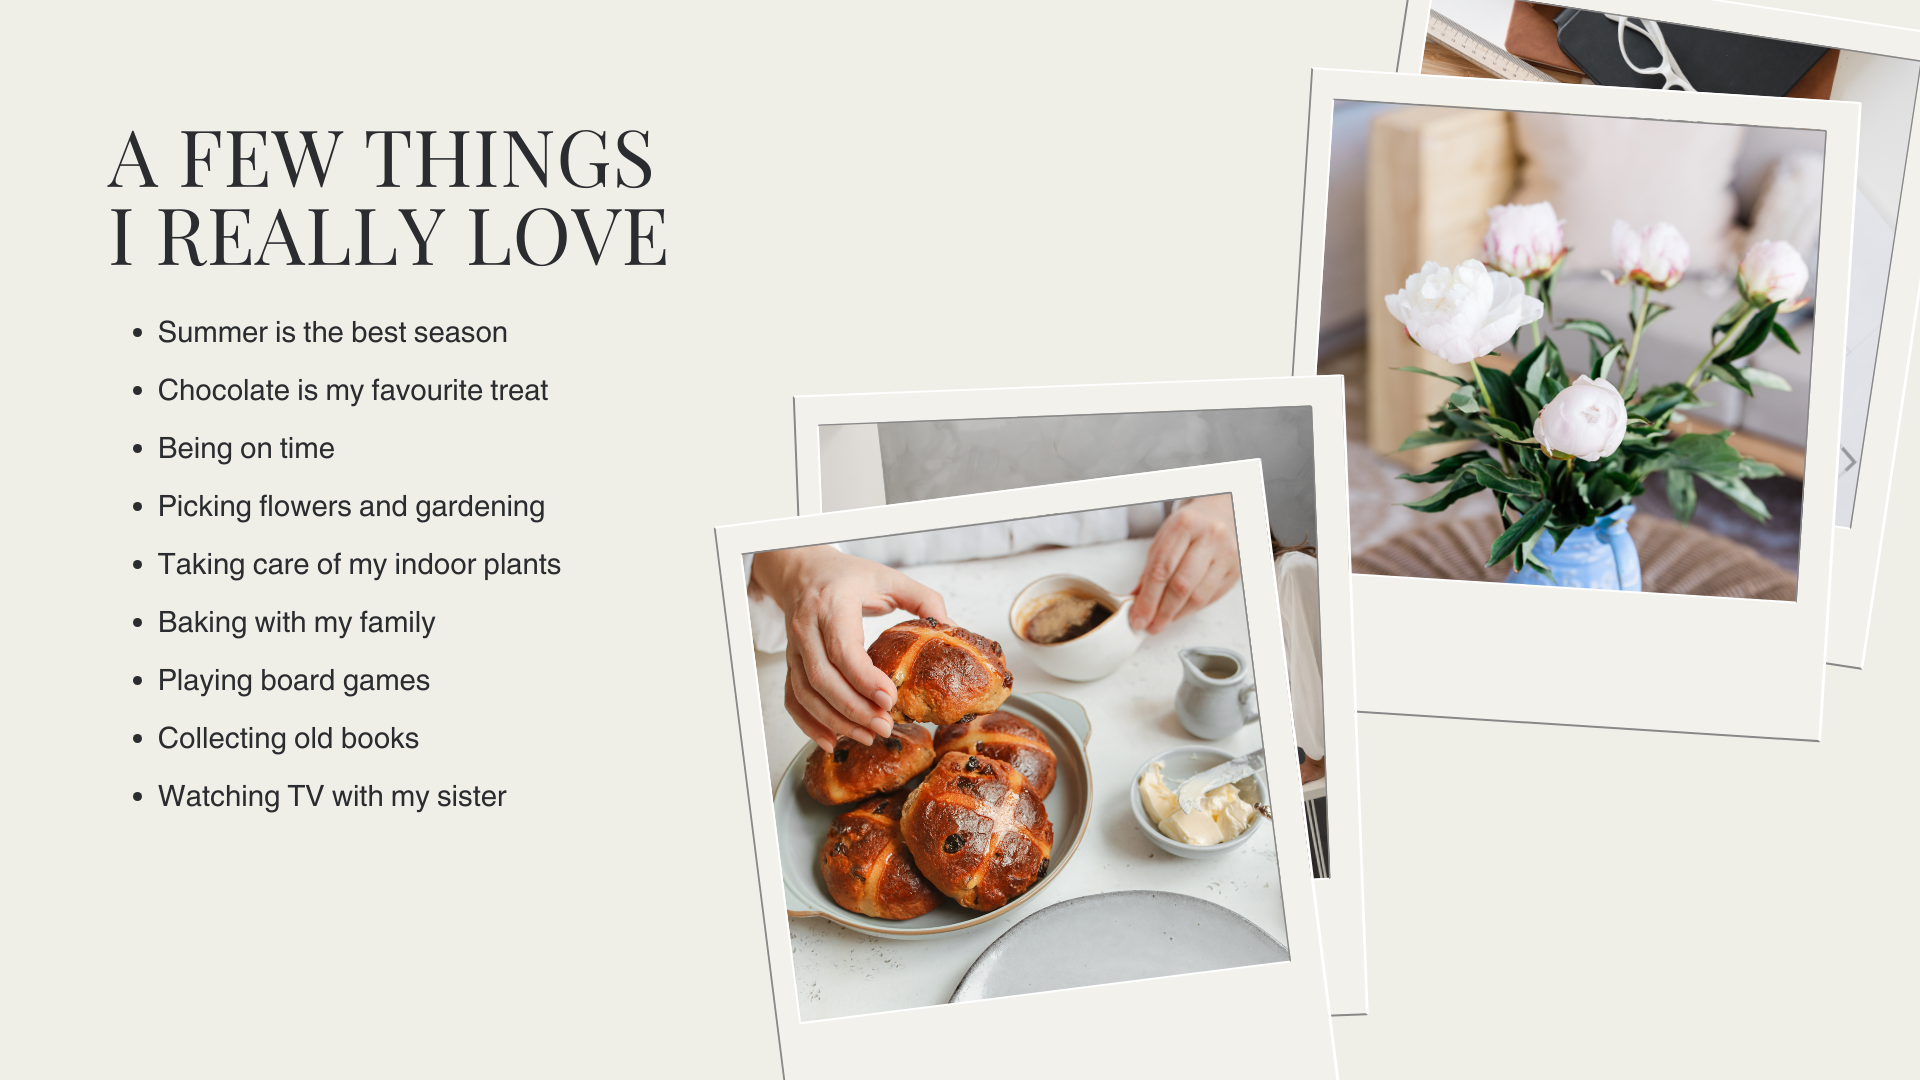 A FEW THINGS
I REALLY LOVE
• Summer is the best season
• Chocolate is my favourite treat
• Being on time
• Picking flowers and gardening
• Taking care of my indoor plants
• Baking with my family
• Playing board games
• Collecting old books
• Watching TV with my sister